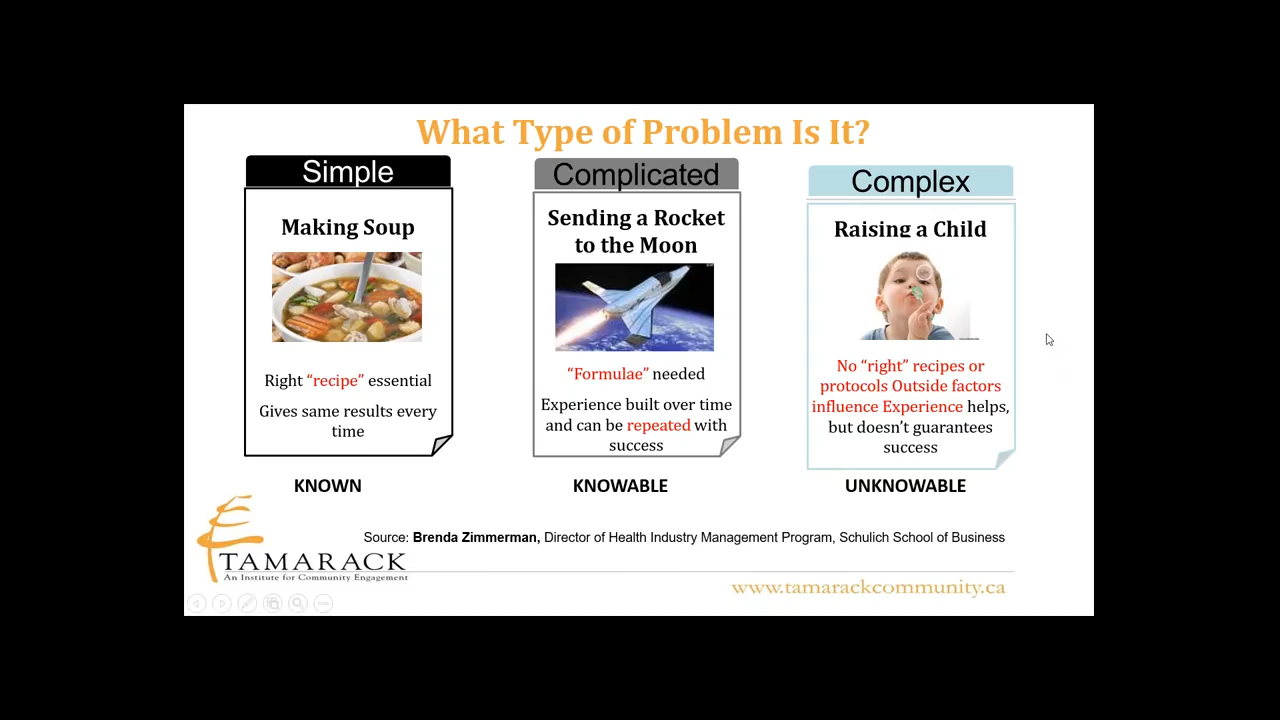 What Type of Problem Is It?
Simple
Making Soup
Right “recipe” essential
Gives same results every
time
KNOWN
Complicated
Sending a Rocket
to the Moon
“Formulae” needed
Experience built over time
and can be repeated with
success
KNOWABLE
Complex
Raising a Child
No “right” recipes or
protocols Outside factors
influence Experience helps,
but doesn’t guarantees
success
UNKNOWABLE
Source: Brenda Zimmerman, Director of Health Industry Management Program, Schulich School of Business
TAMARACK
An Institute for Community Engagement
www.tamarackcommunity.ca